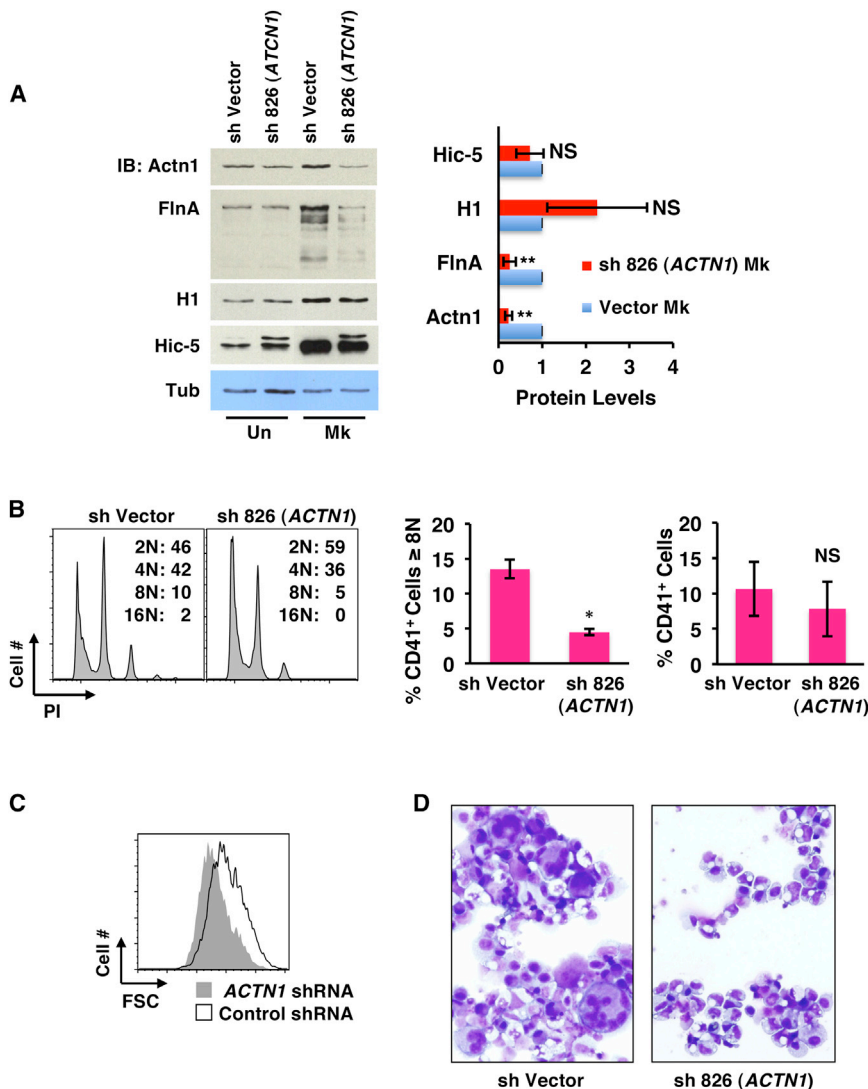 A
sh Vector
sh 826 (ATCN1)
sh Vector
sh 826 (ATCN1)
IB: Actn1
FlnA
H1
Hic-5
Tub
Un
Mk
Hic-5
NS
H1
NS
FlnA
**
Actn1
**
sh 826 (ACTN1) Mk
Vector Mk
0
1
2
3
4
Protein Levels
B
sh Vector
2N: 46
4N: 42
8N: 10
16N: 2
sh 826 (ACTN1)
2N: 59
4N: 36
8N: 5
16N: 0
Cell #
PI
% CD41+ Cells ≥ 8N
20
15
10
5
0
*
sh Vector
sh 826
(ACTN1)
% CD41+ Cells
20
15
10
5
0
NS
sh Vector
sh 826
(ACTN1)
C
Cell #
FSC
ACTN1 shRNA
Control shRNA
D
sh Vector
sh 826 (ACTN1)